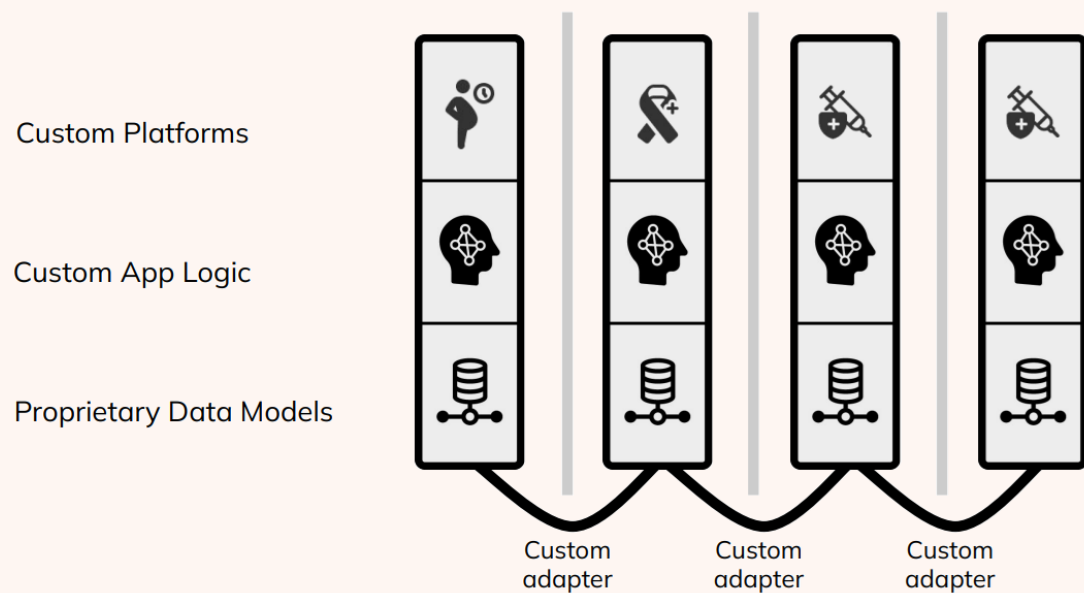 Custom Platforms
Custom App Logic
Proprietary Data Models
Custom
adapter
Custom
adapter
Custom
adapter